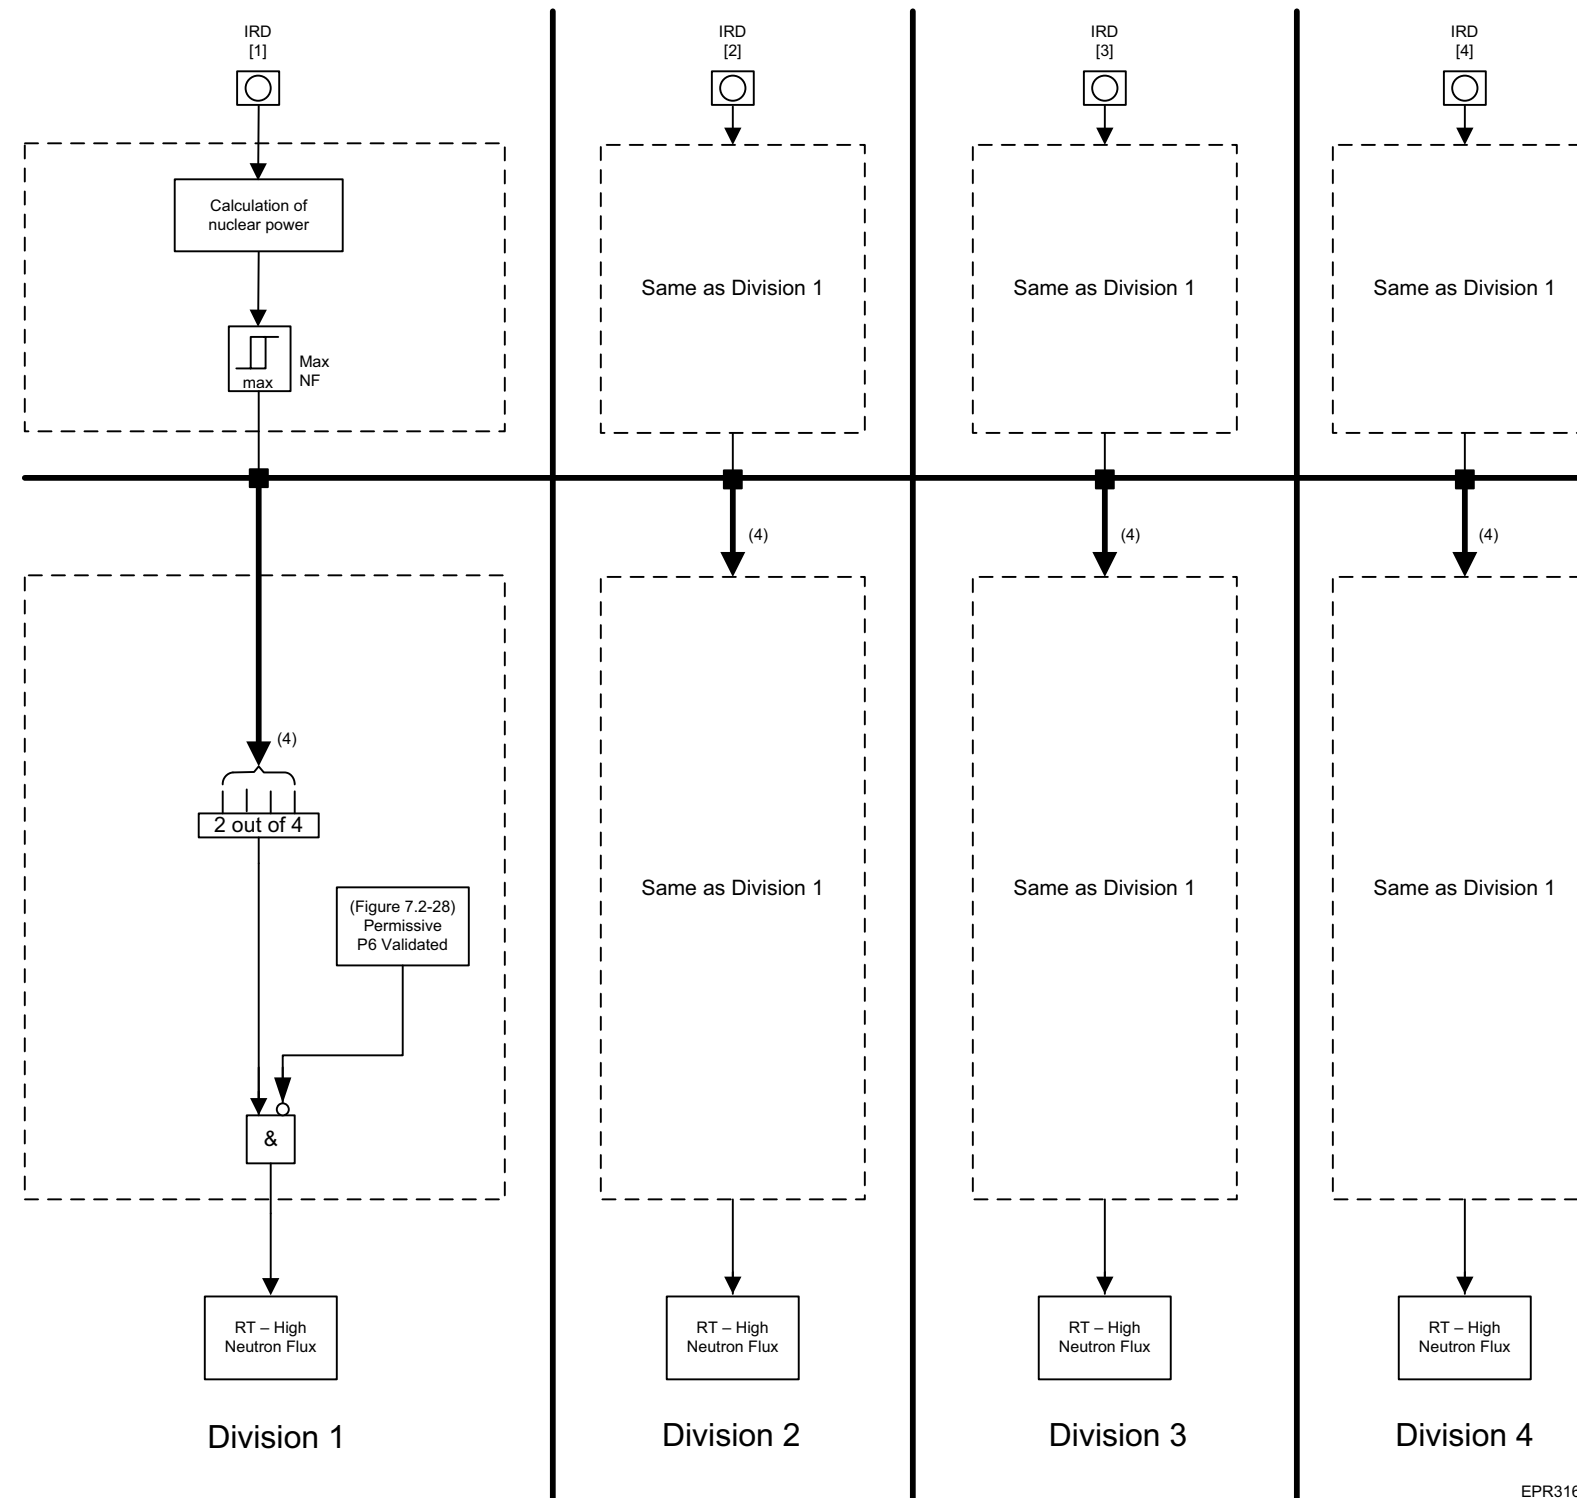 IRD
[1]
IRD
[2]
IRD
[3]
IRD
[4]
Calculation of
nuclear power
max
Max
NF
Same as Division 1
Same as Division 1
Same as Division 1
(4)
(4)
(4)
(4)
2 out of 4
(Figure 7.2-28)
Permissive
P6 Validated
&
Same as Division 1
Same as Division 1
Same as Division 1
RT – High
Neutron Flux
RT – High
Neutron Flux
RT – High
Neutron Flux
RT – High
Neutron Flux
Division 1
Division 2
Division 3
Division 4
EPR316